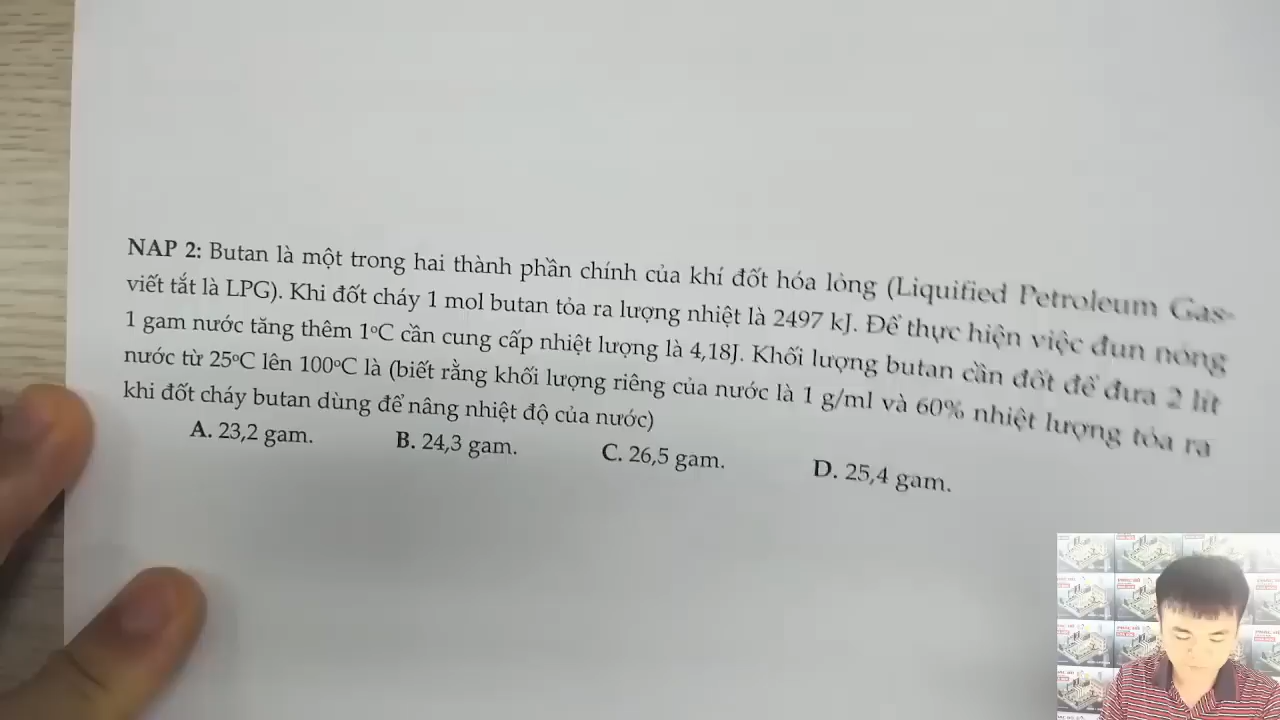 NAP 2: Butan là một trong hai thành phần chính của khí đốt hóa lỏng (Liquified Petroleum Gas-
viết tắt là LPG). Khi đốt cháy 1 mol butan tỏa ra lượng nhiệt là 2497 kJ. Để thực hiện việc đun nóng
1 gam nước tăng thêm 1°C cần cung cấp nhiệt lượng là 4,18J. Khối lượng butan cần đốt để đưa 2 lít
nước từ 25°C lên 100°C là (biết rằng khối lượng riêng của nước là 1 g/ml và 60% nhiệt lượng tỏa ra
khi đốt cháy butan dùng để nâng nhiệt độ của nước)
A. 23,2 gam. B. 24,3 gam. C. 26,5 gam. D. 25,4 gam.